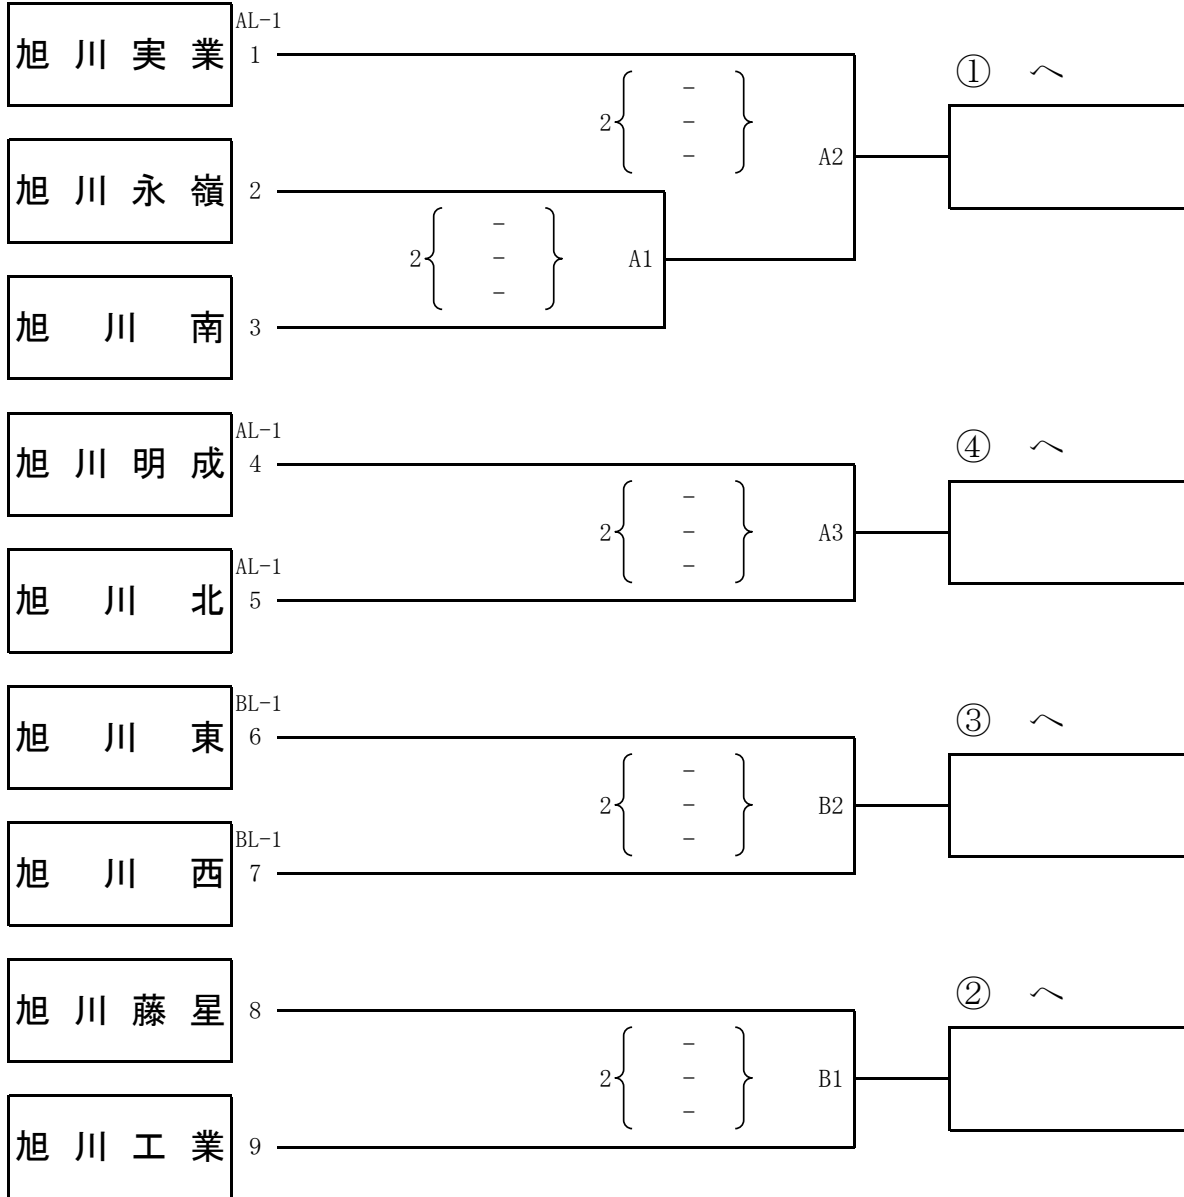 AL-1
旭川実業 1
① へ
2{ - - - } A2
旭川永嶺 2
2{ - - - } A1
旭川南 3
AL-1
旭川明成 4
④ へ
2{ - - - } A3
AL-1
旭川北 5
BL-1
旭川東 6
③ へ
2{ - - - } B2
BL-1
旭川西 7
旭川藤星 8
② へ
2{ - - - } B1
旭川工業 9